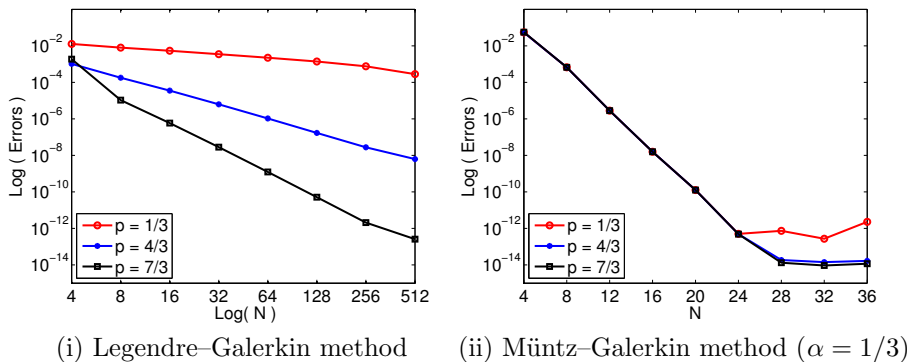 10^{-2}
10^{-4}
10^{-6}
10^{-8}
10^{-10}
10^{-12}
10^{-14}
Log ( Errors )
p = 1/3
p = 4/3
p = 7/3
4 8 16 32 64 128 256 512
Log( N )
(i) Legendre–Galerkin method
10^{-2}
10^{-4}
10^{-6}
10^{-8}
10^{-10}
10^{-12}
10^{-14}
Log ( Errors )
p = 1/3
p = 4/3
p = 7/3
4 8 12 16 20 24 28 32 36
N
(ii) Müntz–Galerkin method (α = 1/3)